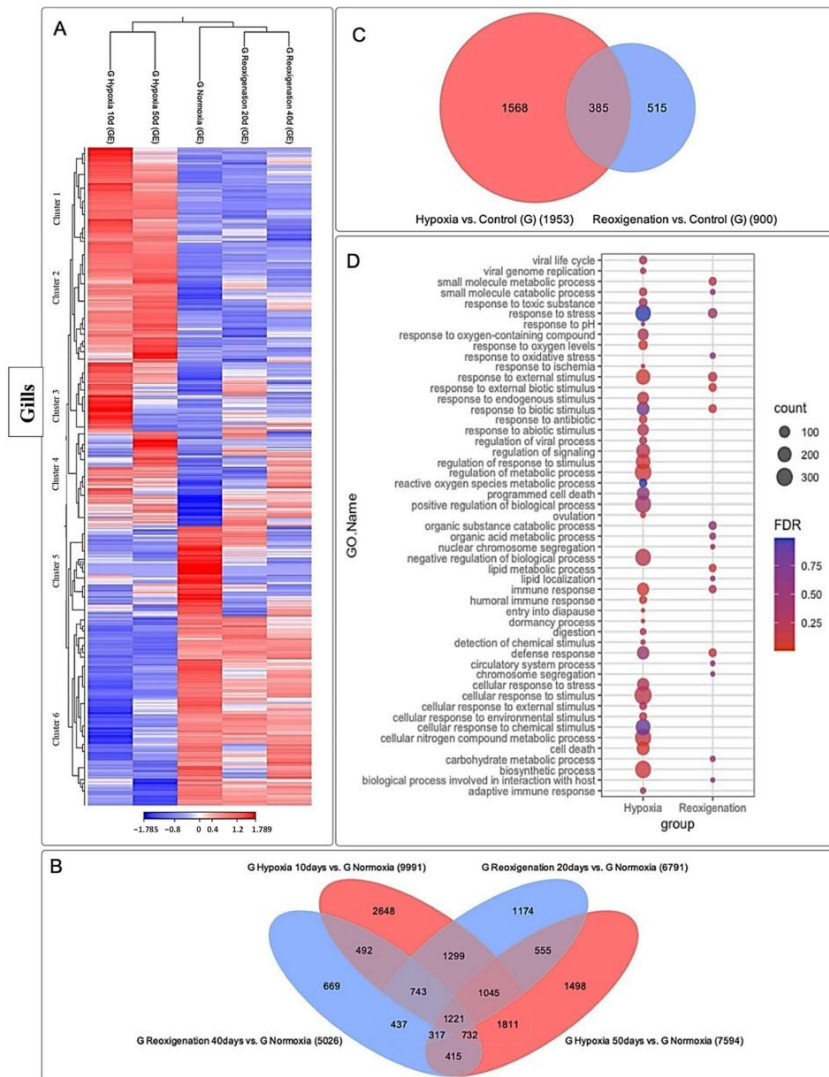 A
G Hypoxia 10d (GE)
G Hypoxia 50d (GE)
G Normoxia (GE)
G Reoxigenation 20d (GE)
G Reoxigenation 40d (GE)
Gills
Cluster 1
Cluster 2
Cluster 3
Cluster 4
Cluster 5
Cluster 6
−1.785 −0.8 0 0.4 1.2 1.789
C
1568 385 515
Hypoxia vs. Control (G) (1953) Reoxigenation vs. Control (G) (900)
D
GO.Name
viral life cycle
viral genome replication
small molecule metabolic process
small molecule catabolic process
response to toxic substance
response to stress
response to pH
response to oxygen-containing compound
response to oxygen levels
response to oxidative stress
response to ischemia
response to external stimulus
response to external biotic stimulus
response to endogenous stimulus
response to biotic stimulus
response to antibiotic
response to abiotic stimulus
regulation of viral process
regulation of signaling
regulation of response to stimulus
regulation of metabolic process
reactive oxygen species metabolic process
programmed cell death
positive regulation of biological process
ovulation
organic substance catabolic process
organic acid metabolic process
nuclear chromosome segregation
negative regulation of biological process
lipid metabolic process
lipid localization
immune response
humoral immune response
entry into diapause
dormancy process
digestion
detection of chemical stimulus
defense response
circulatory system process
chromosome segregation
cellular response to stress
cellular response to stimulus
cellular response to external stimulus
cellular response to environmental stimulus
cellular response to chemical stimulus
cellular nitrogen compound metabolic process
cell death
carbohydrate metabolic process
biosynthetic process
biological process involved in interaction with host
adaptive immune response
Hypoxia Reoxigenation
group
count
100
200
300
FDR
0.75
0.50
0.25
B
G Hypoxia 10days vs. G Normoxia (9991) G Reoxigenation 20days vs. G Normoxia (6791)
2648 1174
492 1299 555
669 743 1045 1498
1221
437 317 732 1811
415
G Reoxigenation 40days vs. G Normoxia (5026) G Hypoxia 50days vs. G Normoxia (7594)